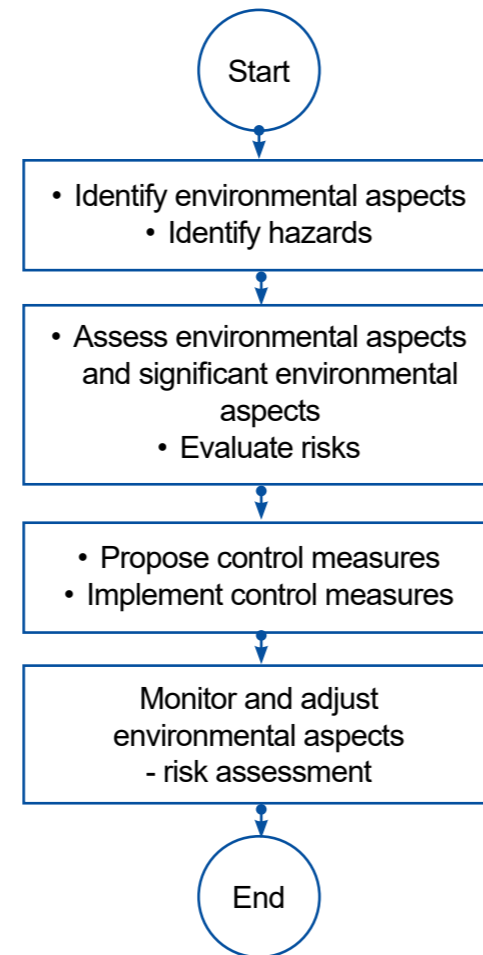 Start
• Identify environmental aspects
• Identify hazards
• Assess environmental aspects
and significant environmental
aspects
• Evaluate risks
• Propose control measures
• Implement control measures
Monitor and adjust
environmental aspects
- risk assessment
End